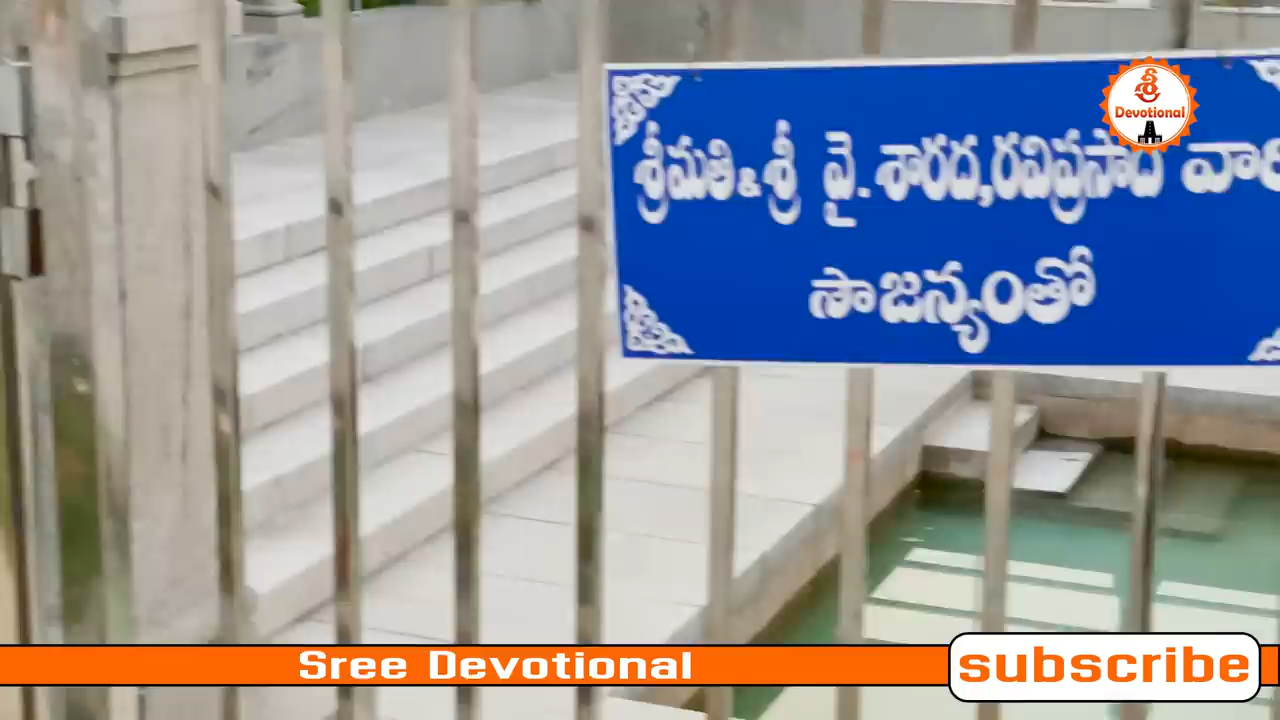 శ్రీ
Devotional
శ్రీమతి & శ్రీ వై. శారద, రవిప్రసాద్
సౌజన్యంతో
Sree Devotional
subscribe